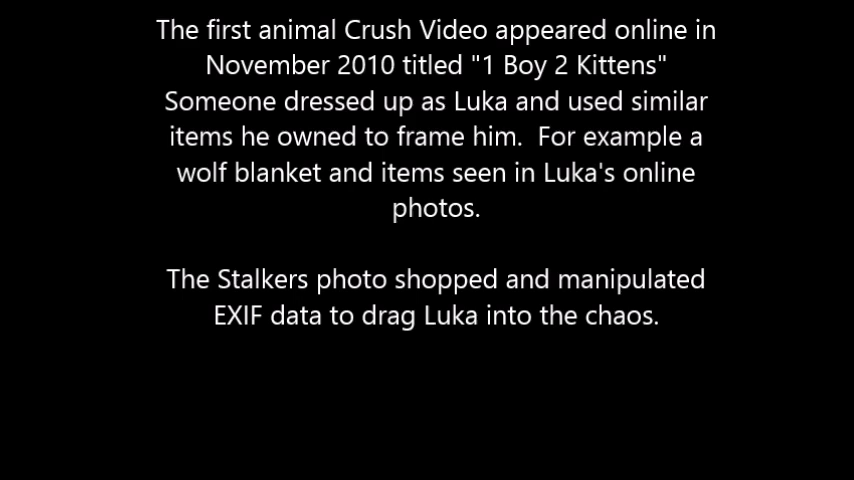 The first animal Crush Video appeared online in
November 2010 titled "1 Boy 2 Kittens"
Someone dressed up as Luka and used similar
items he owned to frame him.  For example a
wolf blanket and items seen in Luka's online
photos.
The Stalkers photo shopped and manipulated
EXIF data to drag Luka into the chaos.